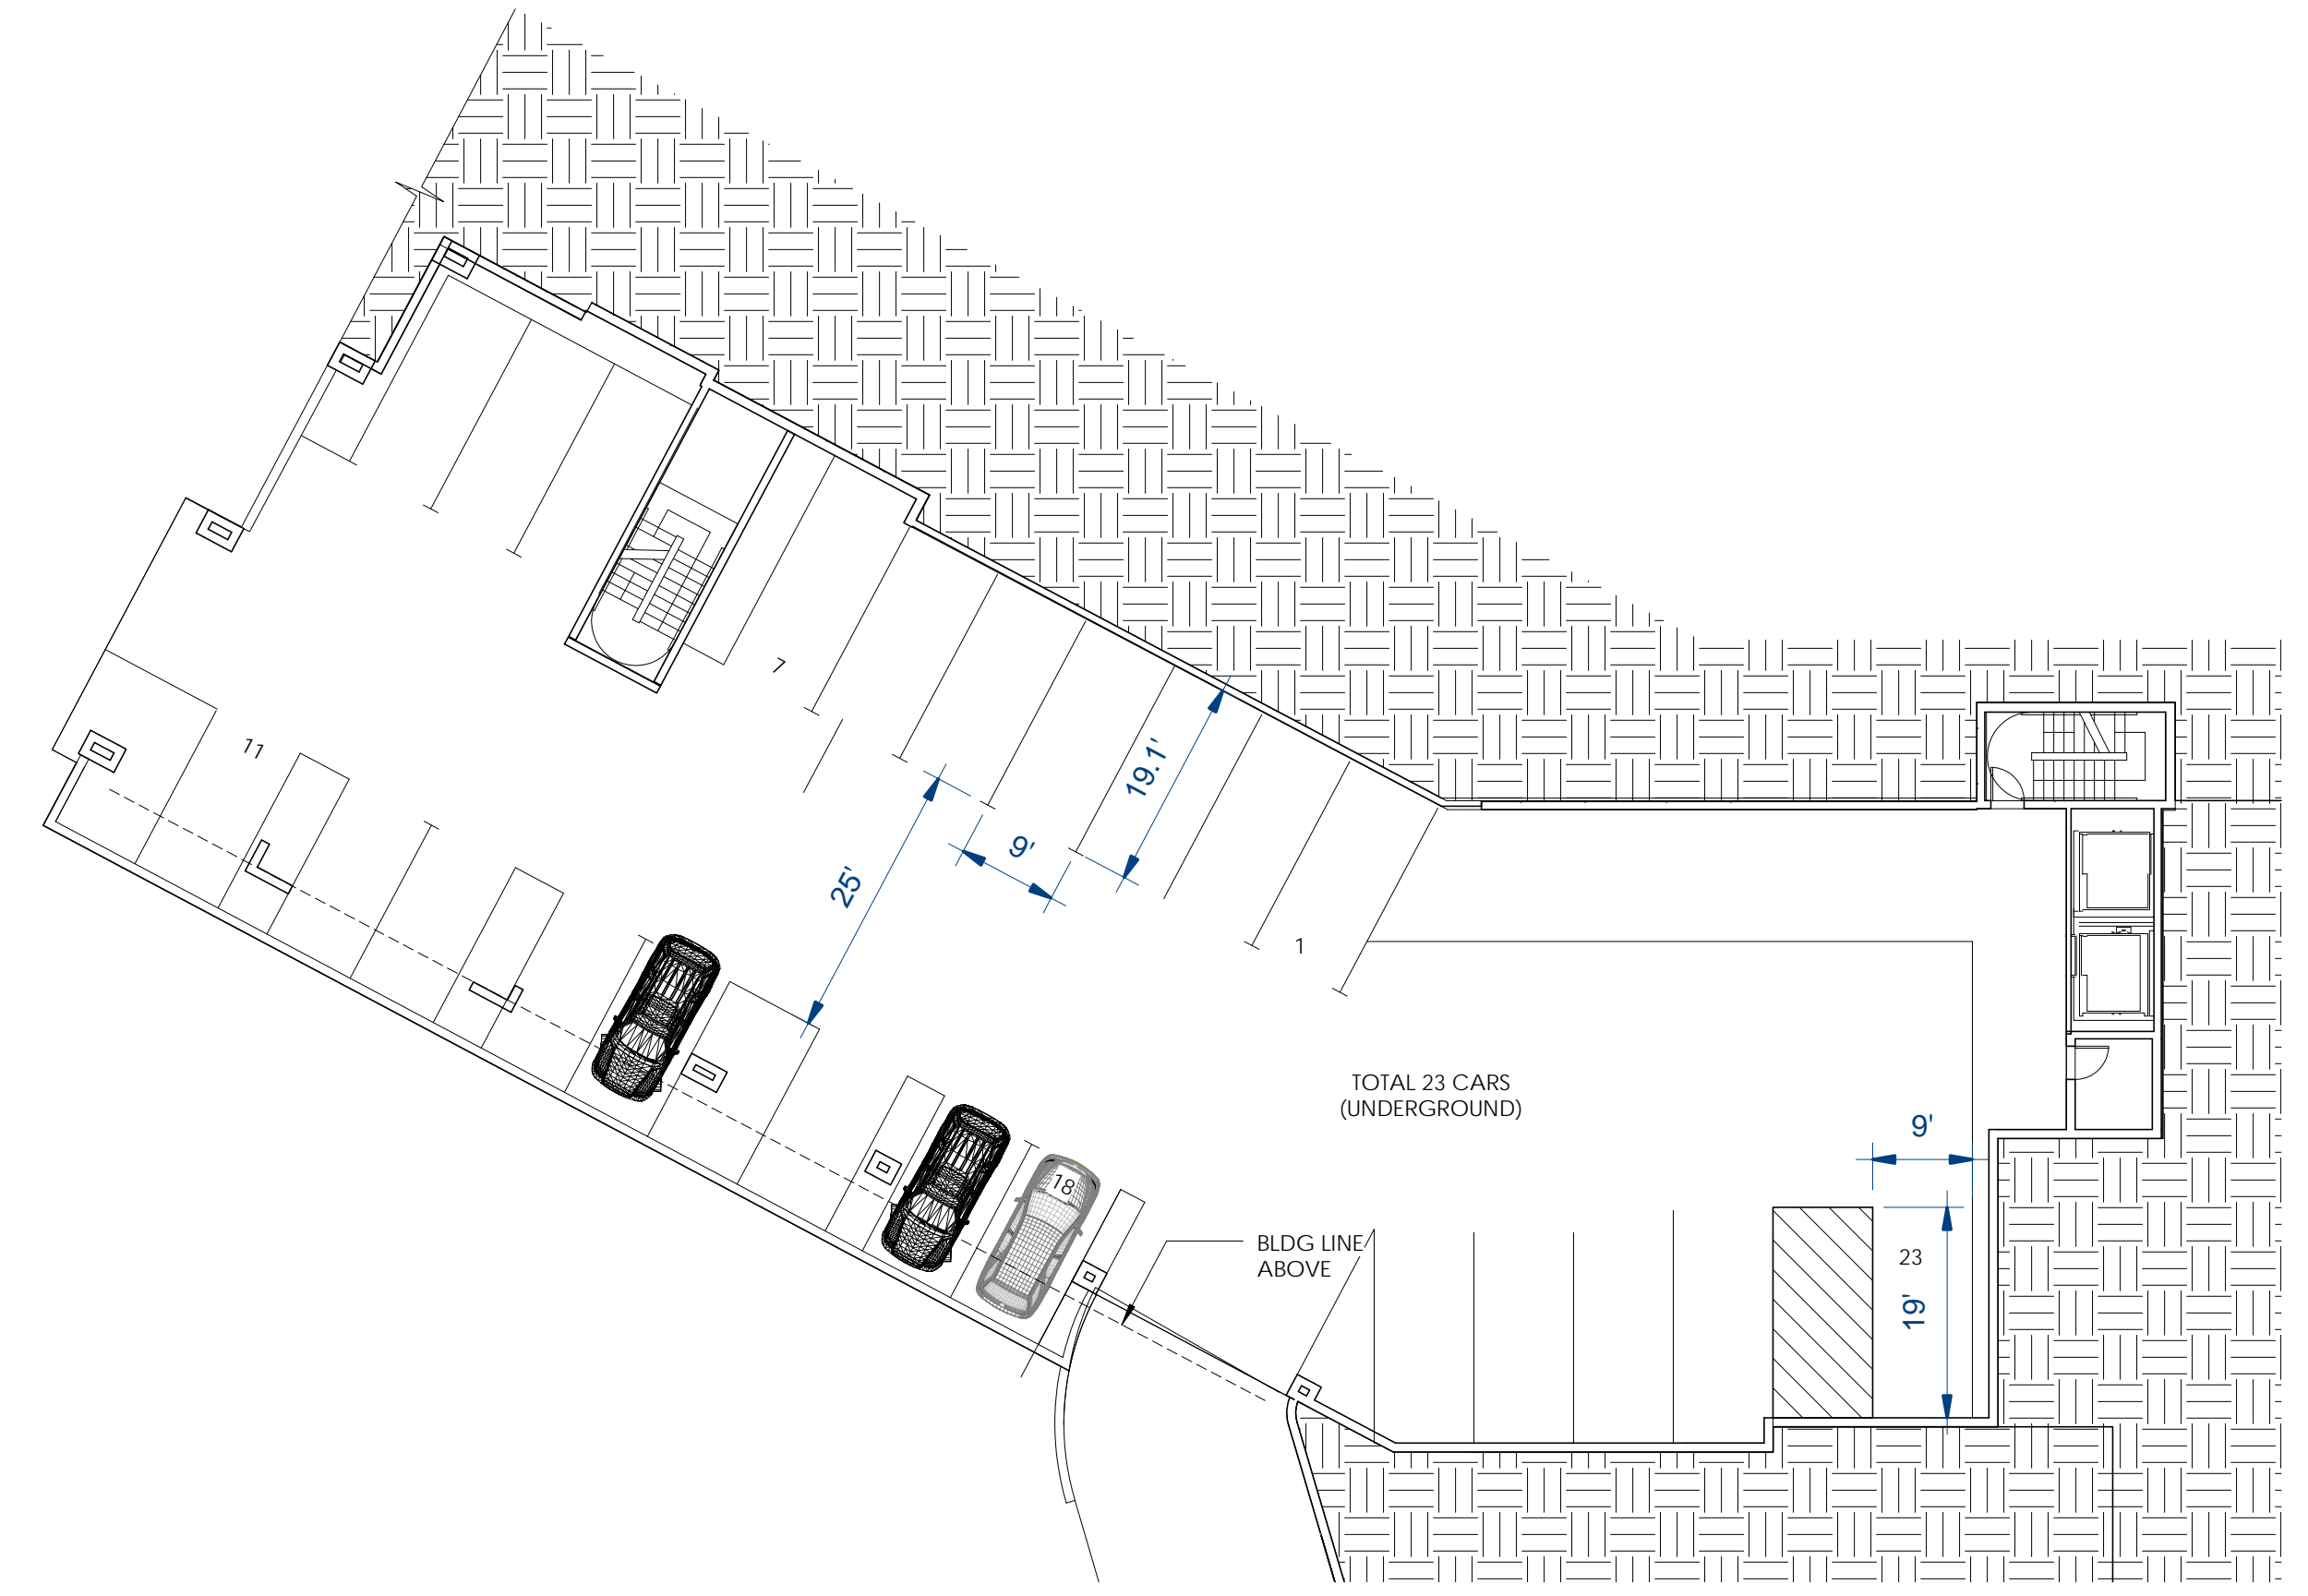 7
11
19.1'
9'
25'
1
TOTAL 23 CARS
(UNDERGROUND)
9'
18
BLDG LINE
ABOVE
23
19'